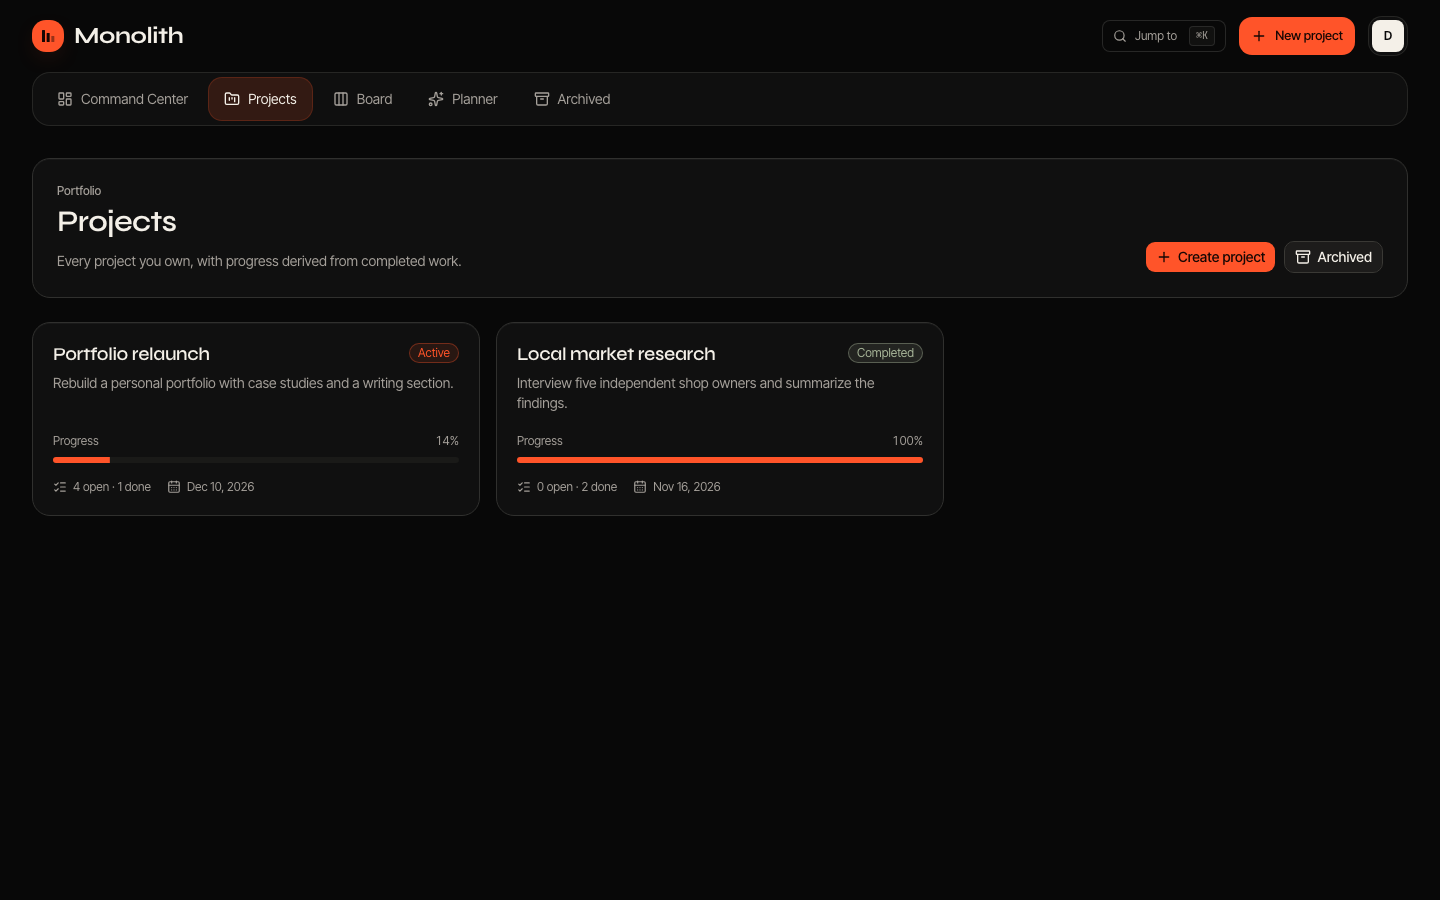 Monolith
Jump to ⌘K
New project
D
Command Center
Projects
Board
Planner
Archived
Portfolio
Projects
Every project you own, with progress derived from completed work.
Create project
Archived
Portfolio relaunch
Active
Rebuild a personal portfolio with case studies and a writing section.
Progress
14%
4 open · 1 done
Dec 10, 2026
Local market research
Completed
Interview five independent shop owners and summarize the
findings.
Progress
100%
0 open · 2 done
Nov 16, 2026